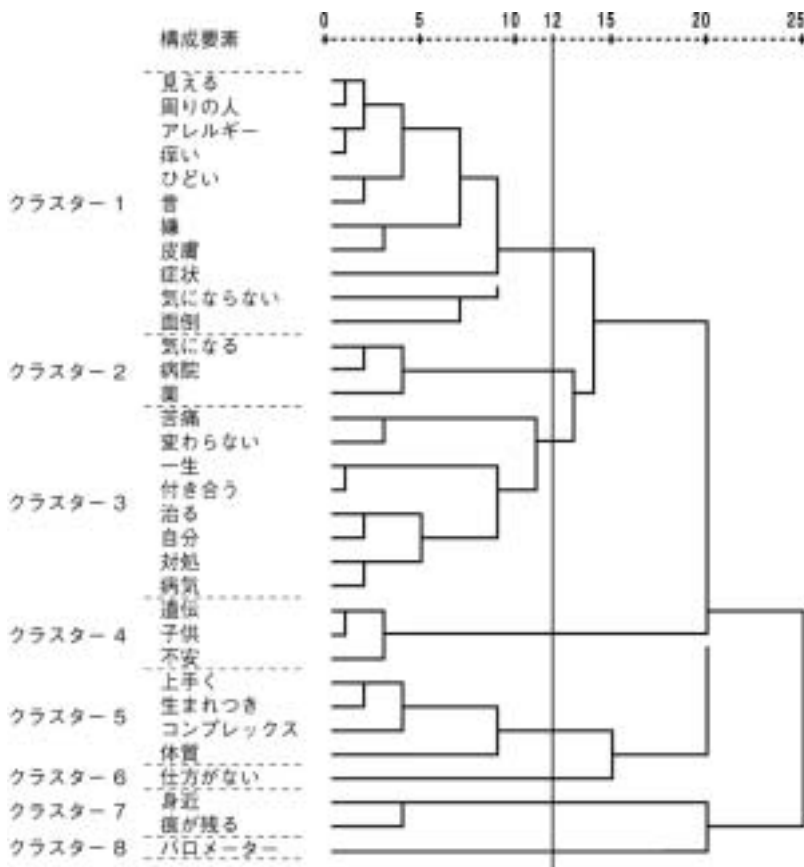 構成要素 0 5 10 12 15 20 25
見える
周りの人
アレルギー
痒い
ひどい
クラスター 1 昔
嫌
皮膚
症状
気にならない
面倒
気になる
クラスター 2 病院
薬
苦痛
変わらない
一生
付き合う
クラスター 3
治る
自分
対処
病気
遺伝
クラスター 4 子供
不安
上手く
クラスター 5 生まれつき
コンプレックス
体質
クラスター 6 仕方がない
身近
クラスター 7
痕が残る
クラスター 8 バロメーター